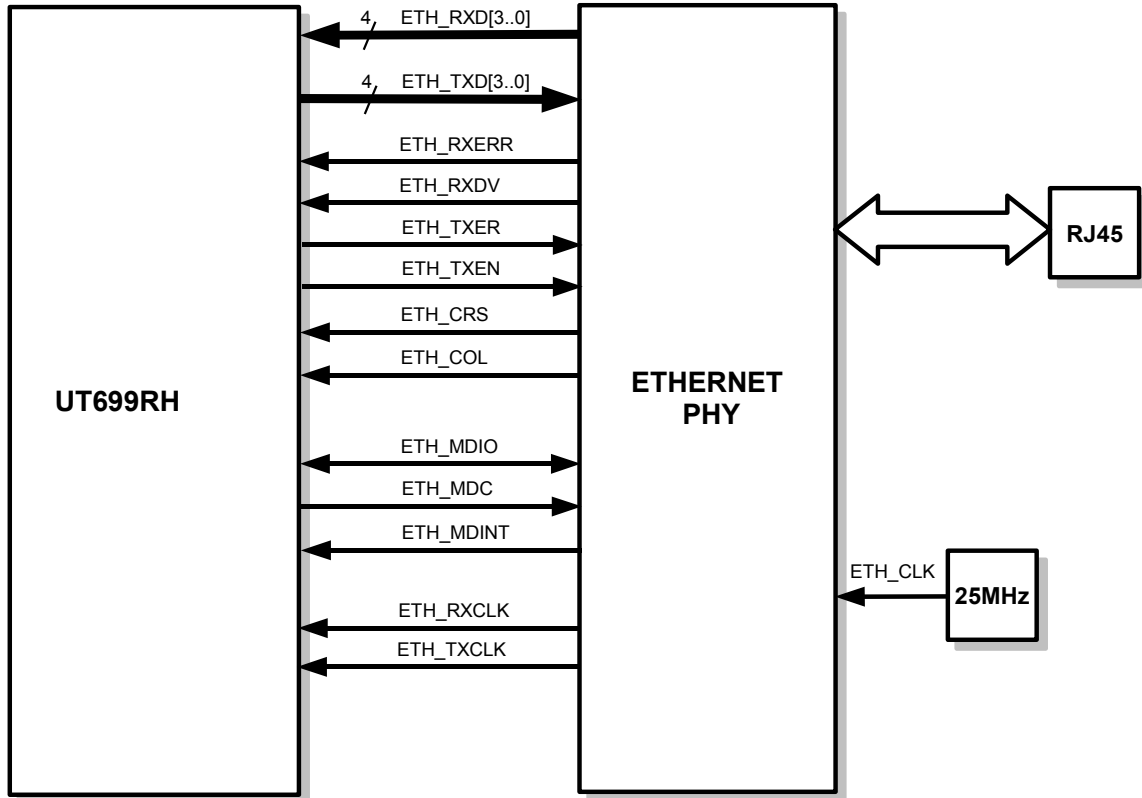 4 ETH_RXD[3..0]
4 ETH_TXD[3..0]
ETH_RXERR
ETH_RXDV
ETH_TXER
ETH_TXEN
ETH_CRS
ETH_COL
UT699RH
ETHERNET
PHY
RJ45
ETH_MDIO
ETH_MDC
ETH_MDINT
ETH_CLK
25MHz
ETH_RXCLK
ETH_TXCLK